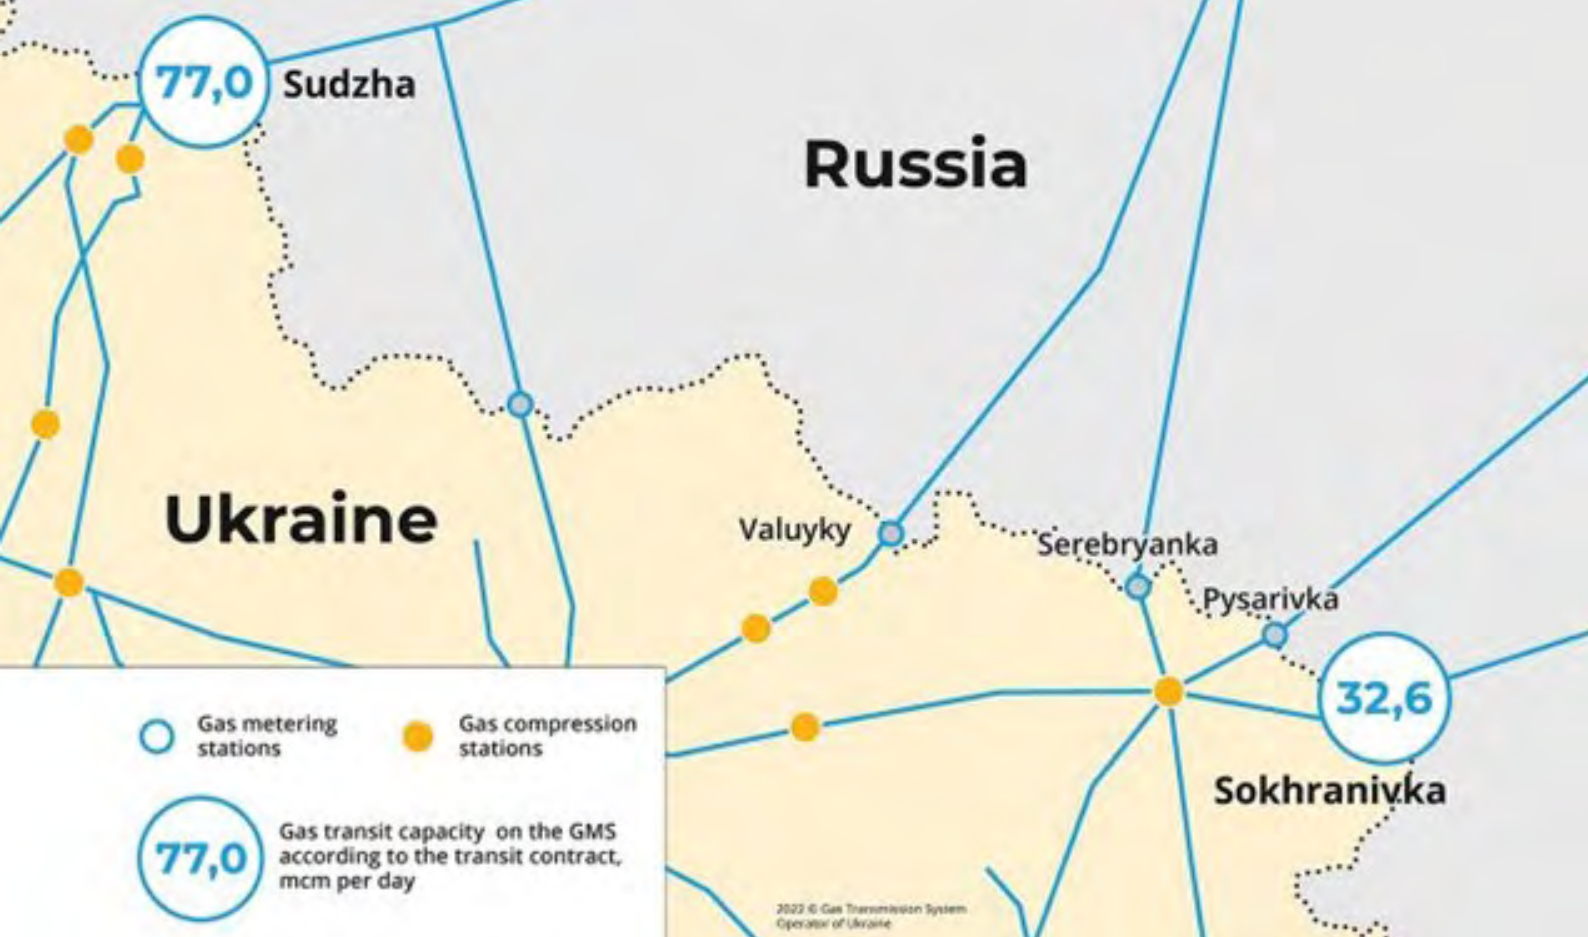 77,0
Sudzha
Russia
Ukraine
Valuyky
Serebryanka
Pysarivka
32,6
Sokhranivka
Gas metering
stations
Gas compression
stations
77,0
Gas transit capacity on the GMS
according to the transit contract,
mcm per day
2022 © Gas Transmission System
Operator of Ukraine